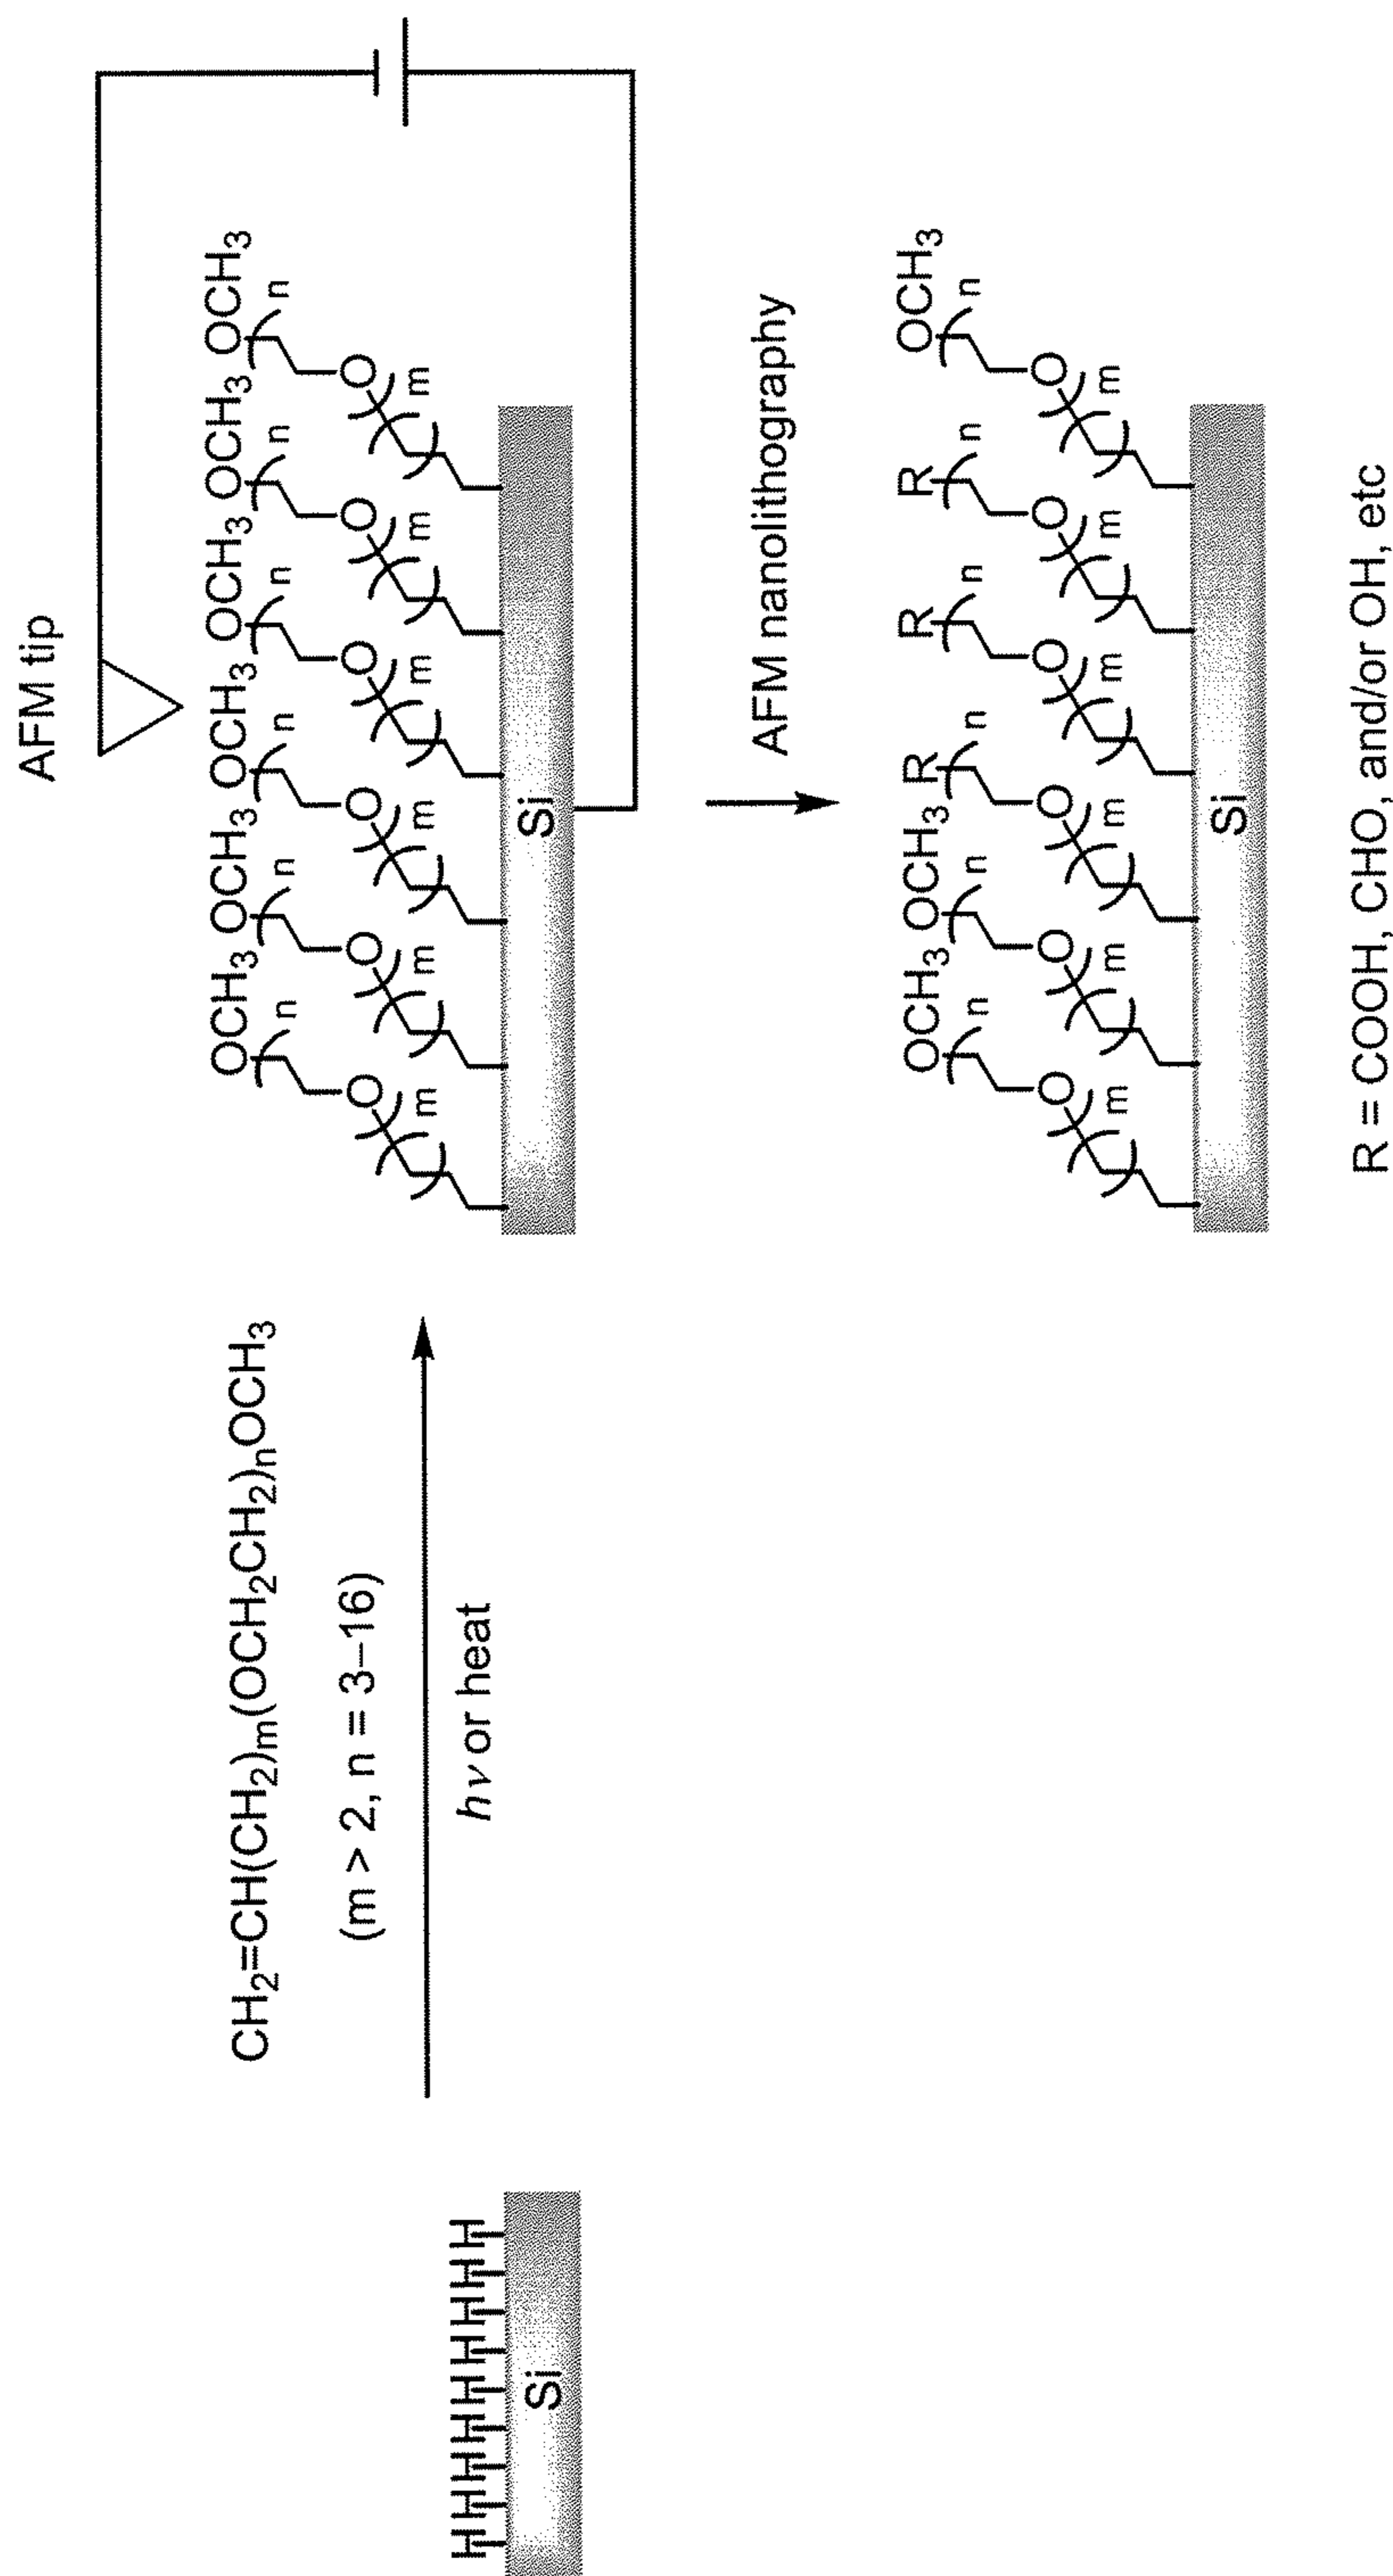 HHHHHHHHH
Si
CH₂=CH(CH₂)ₘ(OCH₂CH₂)ₙOCH₃
(m > 2, n = 3–16)
hν or heat
AFM tip
OCH₃ OCH₃ OCH₃ OCH₃ OCH₃ OCH₃
n n n n n n
O O O O O O
m m m m m m
Si
AFM nanolithography
OCH₃ OCH₃ R R R OCH₃
n n n n n n
O O O O O O
m m m m m m
Si
R = COOH, CHO, and/or OH, etc